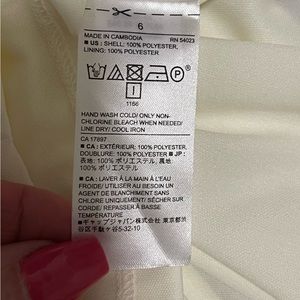 6
MADE IN CAMBODIA RN 54023
■ US : SHELL: 100% POLYESTER,
LINING: 100% POLYESTER
1166
HAND WASH COLD/ ONLY NON-
CHLORINE BLEACH WHEN NEEDED/
LINE DRY/ COOL IRON
CA 17897
■ CA : EXTÉRIEUR: 100% POLYESTER,
DOUBLURE: 100% POLYESTER ■ JP :
表地: 100% ポリエステル, 裏地:
100% ポリエステル
■ CA : LAVER À LA MAIN À L'EAU
FROIDE/ UTILISER AU BESOIN UN
AGENT DE BLANCHIMENT SANS
CHLORE UNIQUEMENT/ SÉCHER SUR
CORDE/ REPASSER À BASSE
TEMPÉRATURE
■ギャップジャパン株式会社 東京都渋
谷区千駄ヶ谷5-32-10